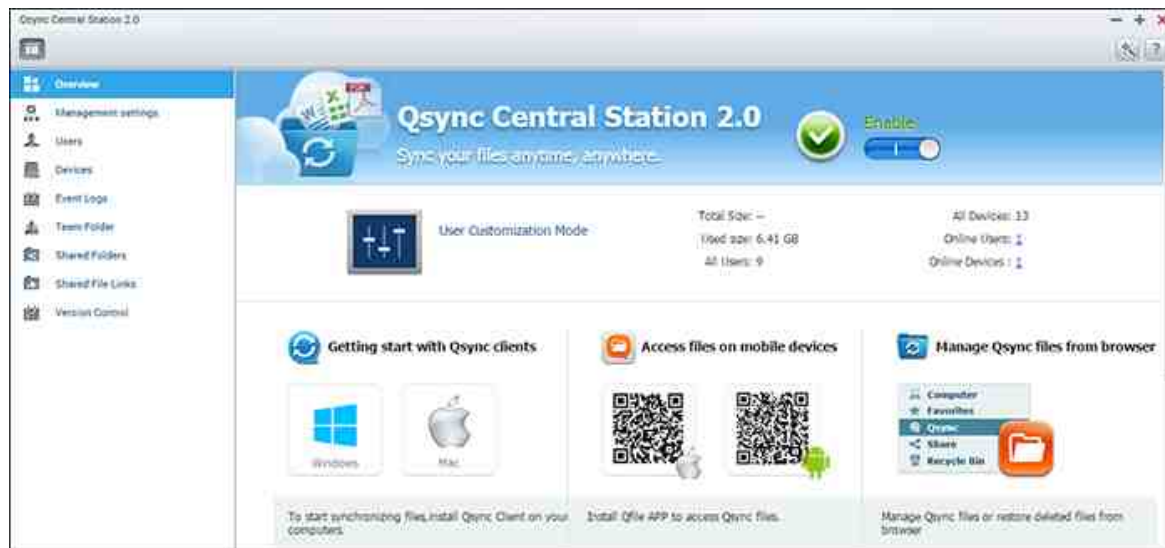 Qsync Central Station 2.0
Overview
Management settings
Users
Devices
Event Logs
Team Folder
Shared Folders
Shared File Links
Version Control
Qsync Central Station 2.0
Sync your files anytime, anywhere.
Enable
User Customization Mode
Total Size: --
Used size: 6.41 GB
All Users: 9
All Devices: 13
Online Users: 1
Online Devices : 1
Getting start with Qsync clients
Windows
Mac
To start synchronizing files,install Qsync Client on your
computers.
Access files on mobile devices
Install Qfile APP to access Qsync files.
Manage Qsync files from browser
Computer
Favorites
Qsync
Share
Recycle Bin
Manage Qsync files or restore deleted files from
browser